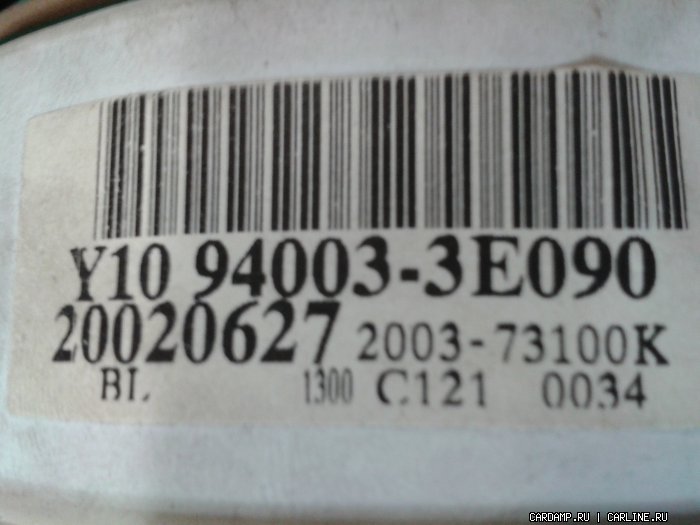 Y10 94003-3E090
20020627 2003-73100K
BL 1300 C121 0034
CARDAMP.RU | CARLINE.RU